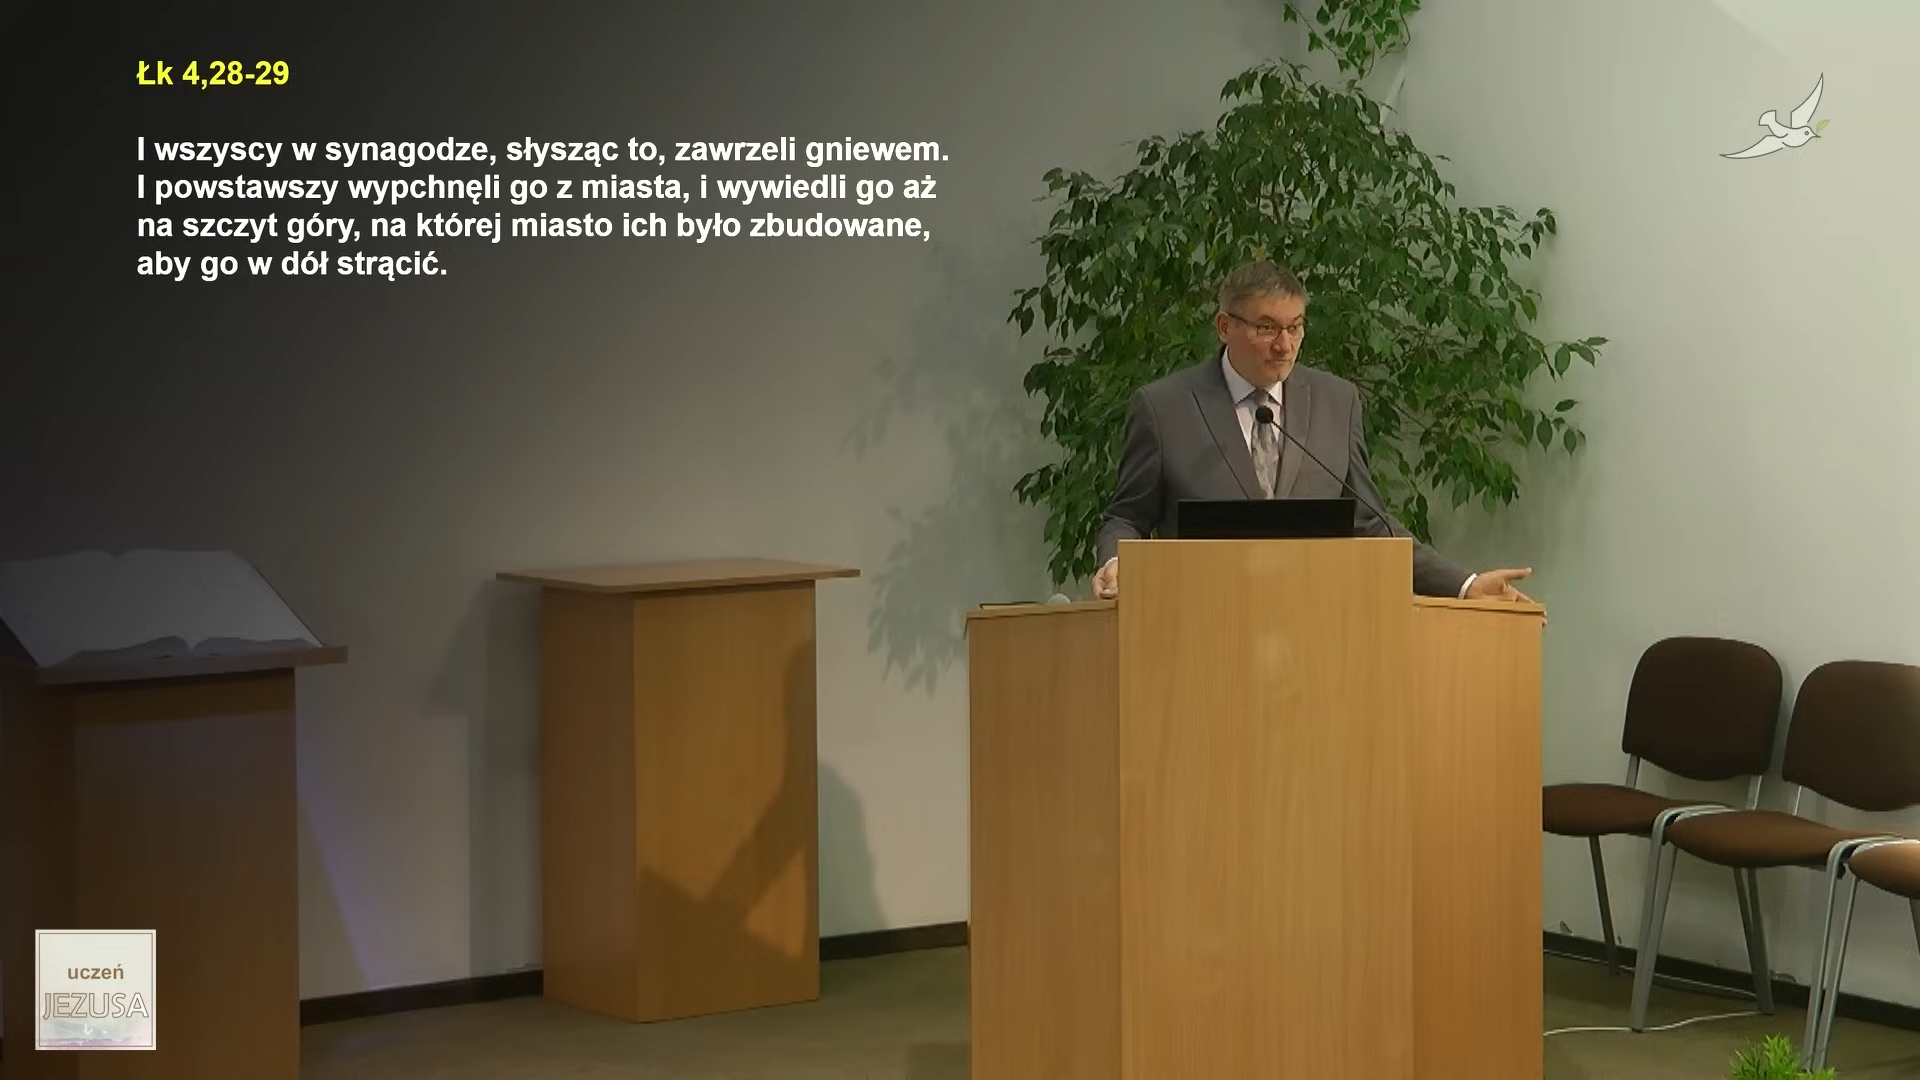 Łk 4,28-29
I wszyscy w synagodze, słysząc to, zawrzeli gniewem.
I powstawszy wypchnęli go z miasta, i wywiedli go aż
na szczyt góry, na której miasto ich było zbudowane,
aby go w dół strącić.
uczeń
JEZUSA